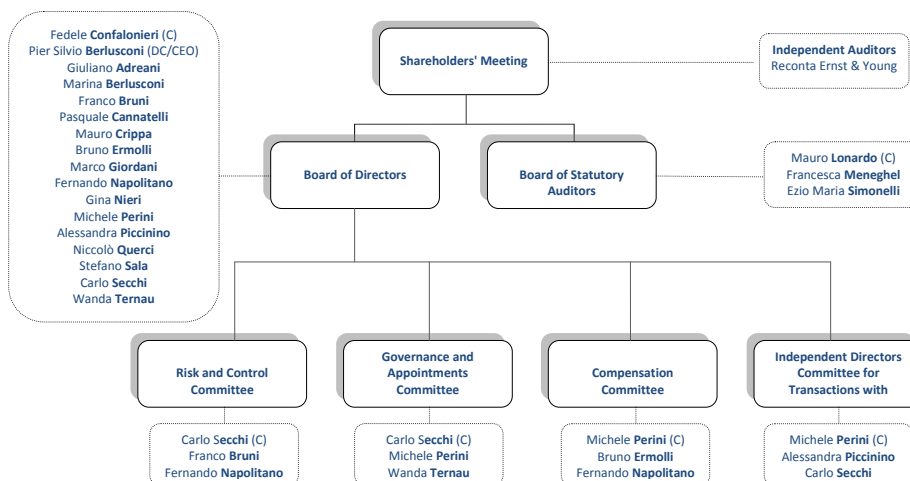 Fedele Confalonieri (C)
Pier Silvio Berlusconi (DC/CEO)
Giuliano Adreani
Marina Berlusconi
Franco Bruni
Pasquale Cannatelli
Mauro Crippa
Bruno Ermolli
Marco Giordani
Fernando Napolitano
Gina Nieri
Michele Perini
Alessandra Piccinino
Niccolò Querci
Stefano Sala
Carlo Secchi
Wanda Ternau
Shareholders' Meeting
Independent Auditors
Reconta Ernst & Young
Board of Directors
Board of Statutory
Auditors
Mauro Lonardo (C)
Francesca Meneghel
Ezio Maria Simonelli
Risk and Control
Committee
Governance and
Appointments
Committee
Compensation
Committee
Independent Directors
Committee for
Transactions with
Carlo Secchi (C)
Franco Bruni
Fernando Napolitano
Carlo Secchi (C)
Michele Perini
Wanda Ternau
Michele Perini (C)
Bruno Ermolli
Fernando Napolitano
Michele Perini (C)
Alessandra Piccinino
Carlo Secchi